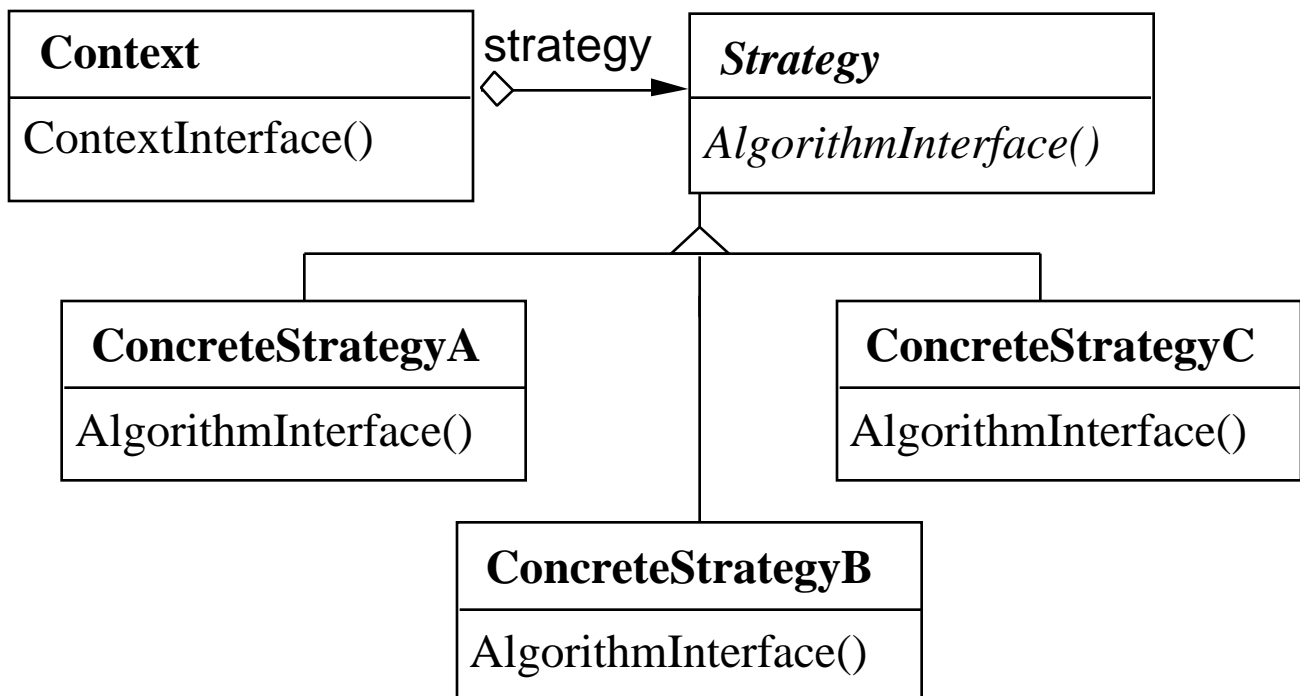 Context
ContextInterface()
strategy
Strategy
AlgorithmInterface()
ConcreteStrategyA
AlgorithmInterface()
ConcreteStrategyC
AlgorithmInterface()
ConcreteStrategyB
AlgorithmInterface()